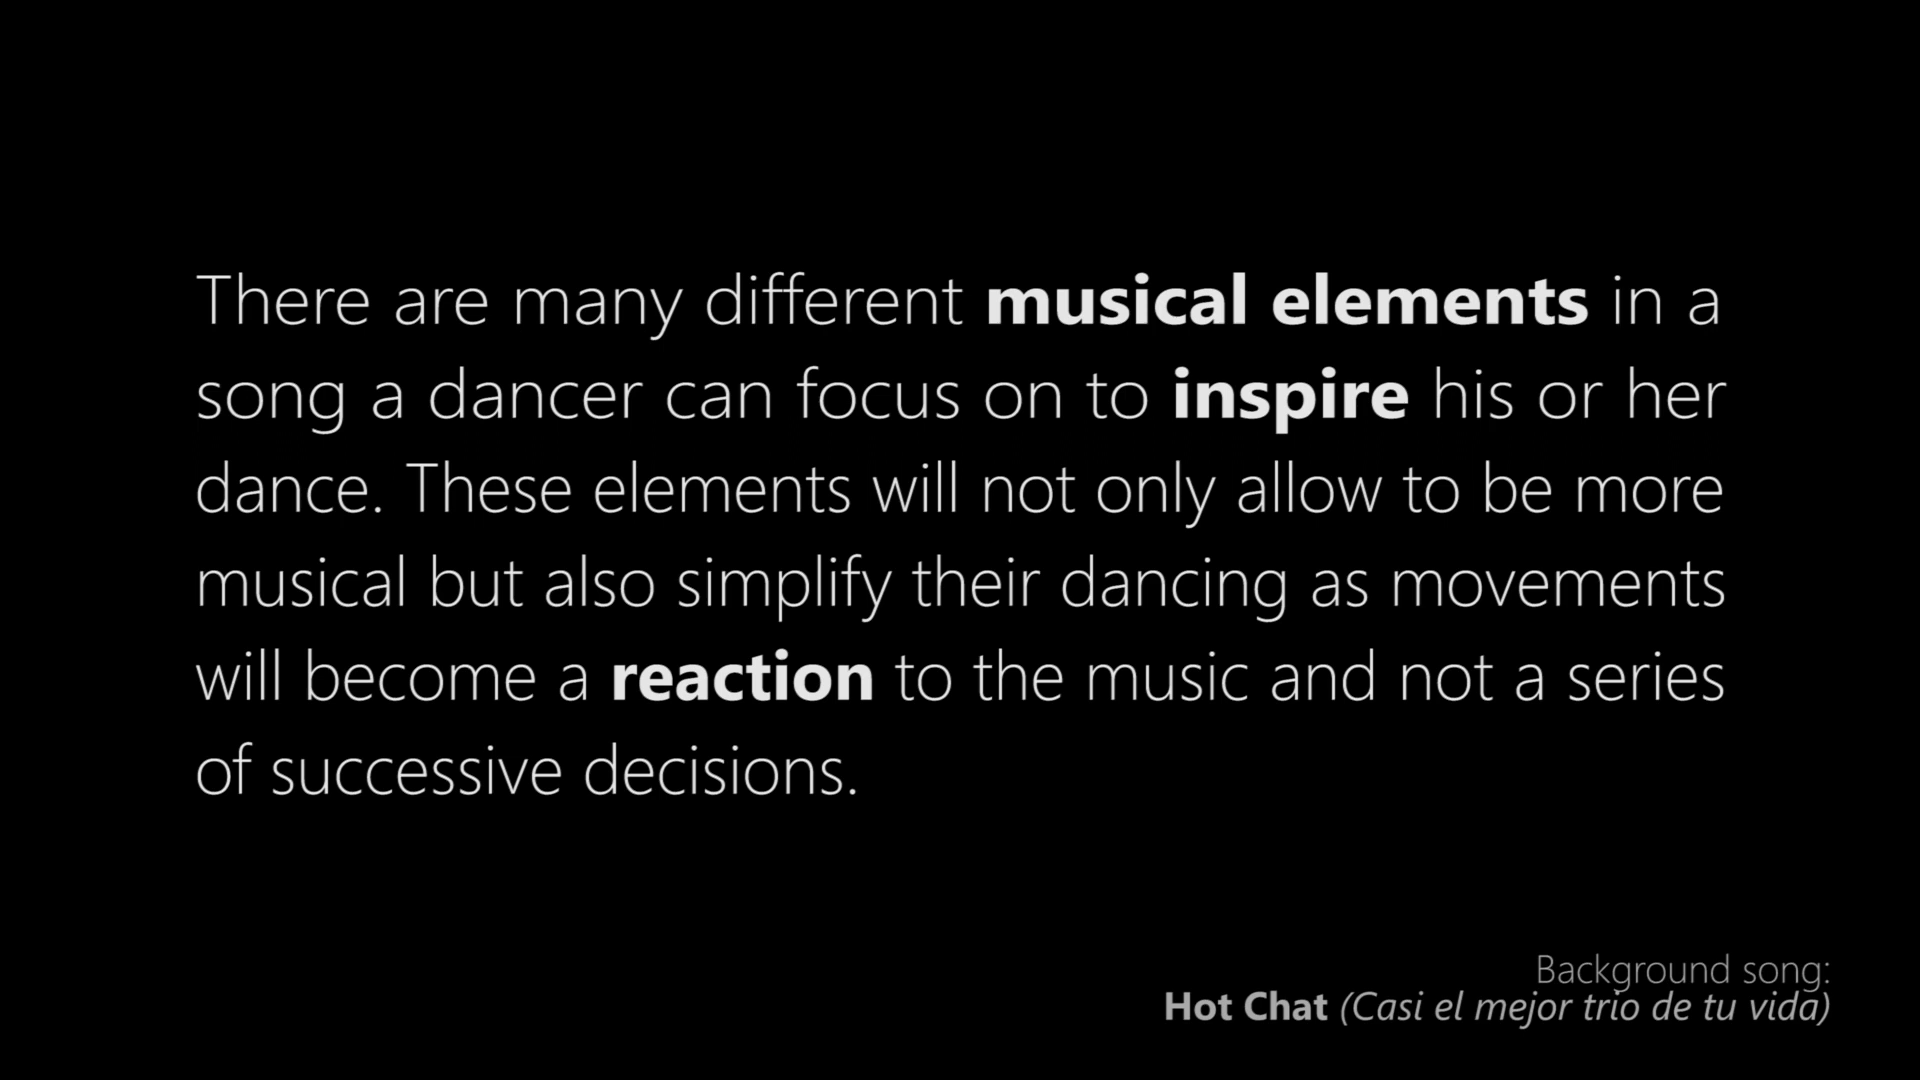 There are many different musical elements in a
song a dancer can focus on to inspire his or her
dance. These elements will not only allow to be more
musical but also simplify their dancing as movements
will become a reaction to the music and not a series
of successive decisions.
Background song:
Hot Chat (Casi el mejor trio de tu vida)